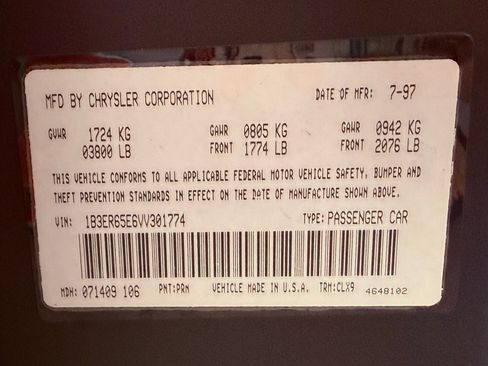 MFD BY CHRYSLER CORPORATION DATE OF MFR: 7-97
GVWR 1724 KG GAWR 0805 KG GAWR 0942 KG
03800 LB FRONT 1774 LB FRONT 2076 LB
THIS VEHICLE CONFORMS TO ALL APPLICABLE FEDERAL MOTOR VEHICLE SAFETY, BUMPER AND
THEFT PREVENTION STANDARDS IN EFFECT ON THE DATE OF MANUFACTURE SHOWN ABOVE.
VIN: 1B3ER65E6VV301774 TYPE: PASSENGER CAR
MDH: 071409 106 PNT:PRN VEHICLE MADE IN U.S.A. TRM:CLX9 4648102